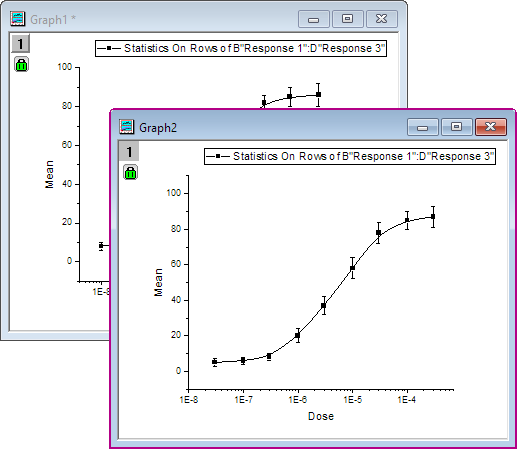 Graph1 *
1
Statistics On Rows of B"Response 1":D"Response 3"
100
80
60
40
20
0
Mean
1E-8
Graph2
1
Statistics On Rows of B"Response 1":D"Response 3"
100
80
60
40
20
0
Mean
1E-8 1E-7 1E-6 1E-5 1E-4
Dose